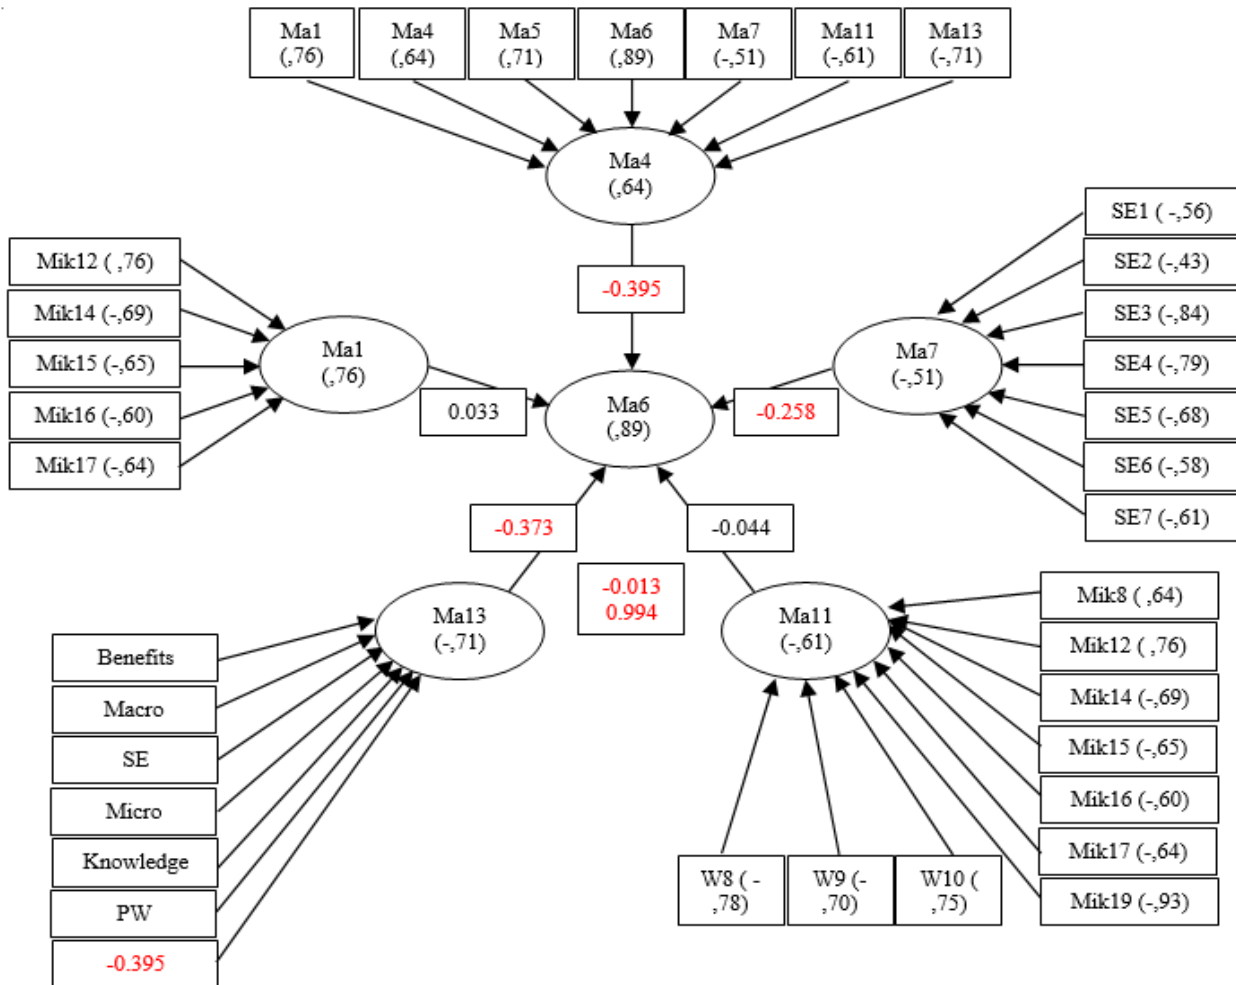 Ma1
(,76)
Ma4
(,64)
Ma5
(,71)
Ma6
(,89)
Ma7
(-,51)
Ma11
(-,61)
Ma13
(-,71)
Ma4
(,64)
-0.395
Mik12 ( ,76)
Mik14 (-,69)
Mik15 (-,65)
Mik16 (-,60)
Mik17 (-,64)
Ma1
(,76)
0.033
Ma6
(,89)
-0.258
Ma7
(-,51)
SE1 ( -,56)
SE2 (-,43)
SE3 (-,84)
SE4 (-,79)
SE5 (-,68)
SE6 (-,58)
SE7 (-,61)
-0.373
-0.013
0.994
-0.044
Ma13
(-,71)
Ma11
(-,61)
Benefits
Macro
SE
Micro
Knowledge
PW
-0.395
W8 ( -
,78)
W9 (-
,70)
W10 (
,75)
Mik8 ( ,64)
Mik12 ( ,76)
Mik14 (-,69)
Mik15 (-,65)
Mik16 (-,60)
Mik17 (-,64)
Mik19 (-,93)